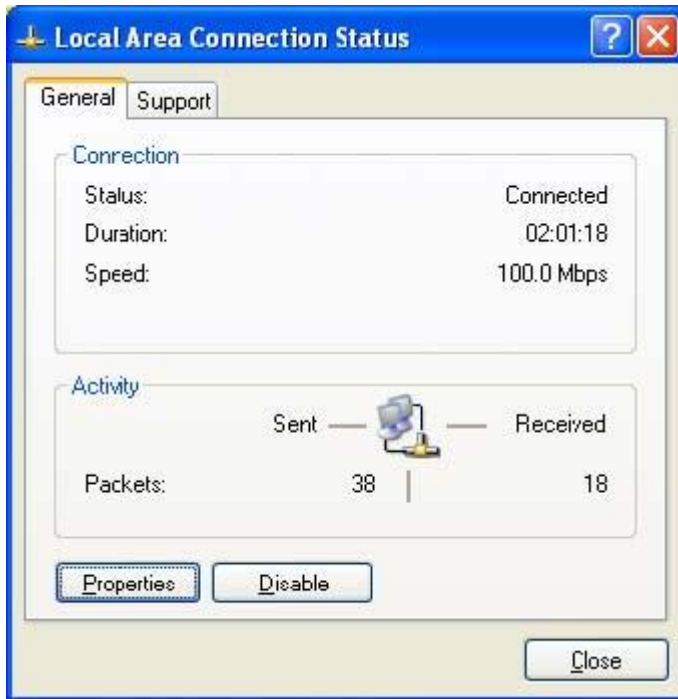 Local Area Connection Status
General Support
Connection
Status: Connected
Duration: 02:01:18
Speed: 100.0 Mbps
Activity
Sent Received
Packets: 38 18
Properties Disable
Close